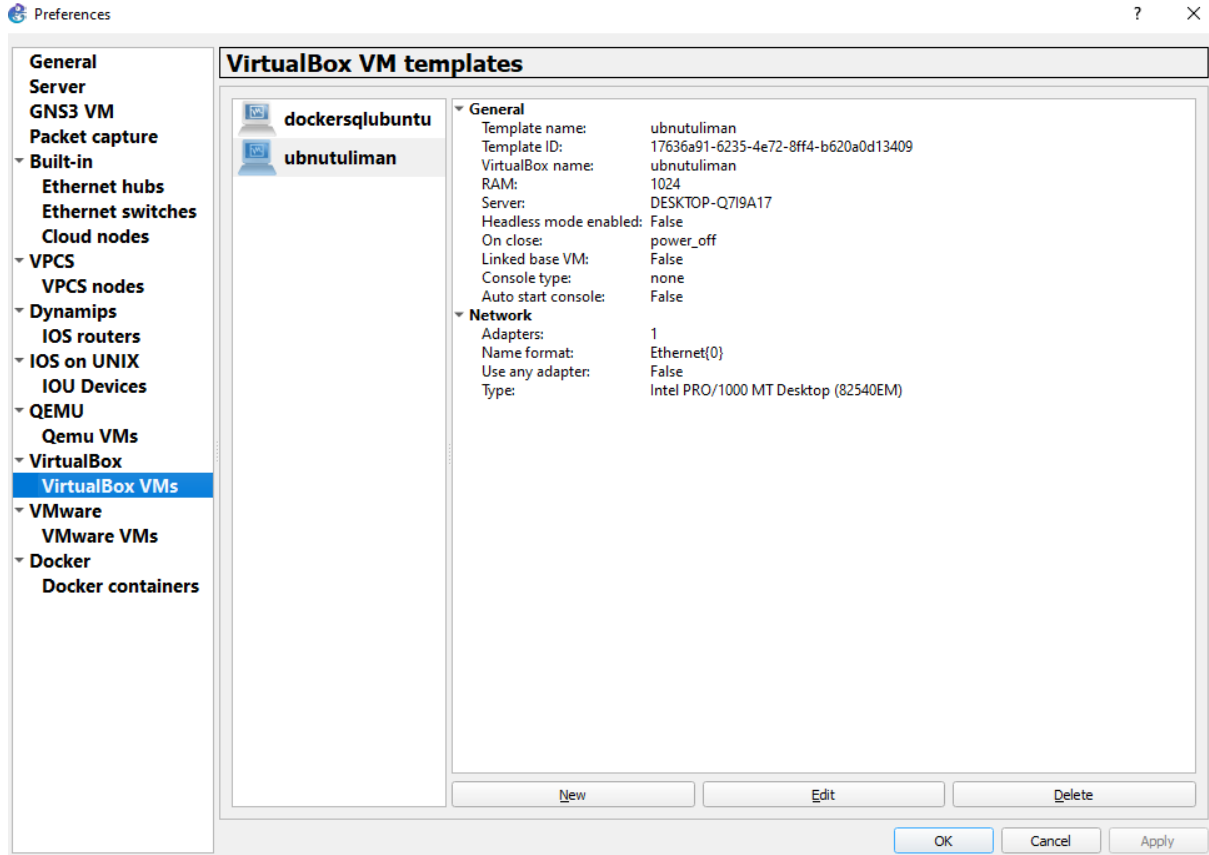 Preferences
?
General
Server
GNS3 VM
Packet capture
Built-in
Ethernet hubs
Ethernet switches
Cloud nodes
VPCS
VPCS nodes
Dynamips
IOS routers
IOS on UNIX
IOU Devices
QEMU
Qemu VMs
VirtualBox
VirtualBox VMs
VMware
VMware VMs
Docker
Docker containers
VirtualBox VM templates
dockersqlubuntu
ubnutuliman
General
Template name: ubnutuliman
Template ID: 17636a91-6235-4e72-8ff4-b620a0d13409
VirtualBox name: ubnutuliman
RAM: 1024
Server: DESKTOP-Q7I9A17
Headless mode enabled: False
On close: power_off
Linked base VM: False
Console type: none
Auto start console: False
Network
Adapters: 1
Name format: Ethernet{0}
Use any adapter: False
Type: Intel PRO/1000 MT Desktop (82540EM)
New Edit Delete
OK Cancel Apply